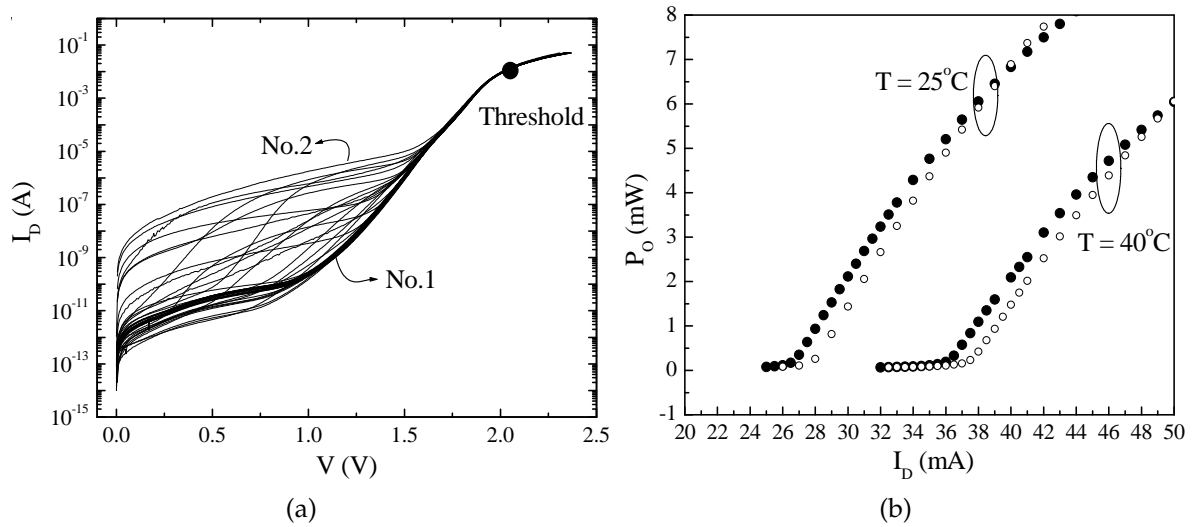 10⁻¹
10⁻³
10⁻⁵
10⁻⁷
10⁻⁹
10⁻¹¹
10⁻¹³
10⁻¹⁵
I_D (A)
0.0 0.5 1.0 1.5 2.0 2.5
V (V)
No.2
Threshold
No.1
(a)
8
7
6
5
4
3
2
1
0
-1
P_O (mW)
20 22 24 26 28 30 32 34 36 38 40 42 44 46 48 50
I_D (mA)
T = 25°C
T = 40°C
(b)